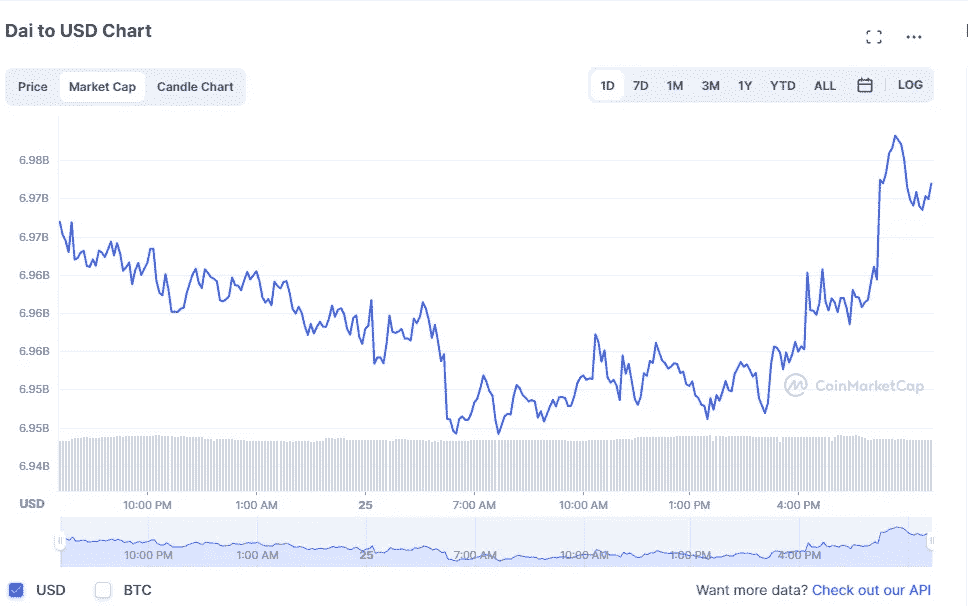 Dai to USD Chart
Price Market Cap Candle Chart
1D 7D 1M 3M 1Y YTD ALL LOG
6.98B
6.97B
6.97B
6.96B
6.96B
6.96B
6.95B
6.95B
6.94B
CoinMarketCap
USD
10:00 PM 1:00 AM 25 7:00 AM 10:00 AM 1:00 PM 4:00 PM
10:00 PM 1:00 AM 25 7:00 AM 10:00 AM 1:00 PM 4:00 PM
USD BTC
Want more data? Check out our API